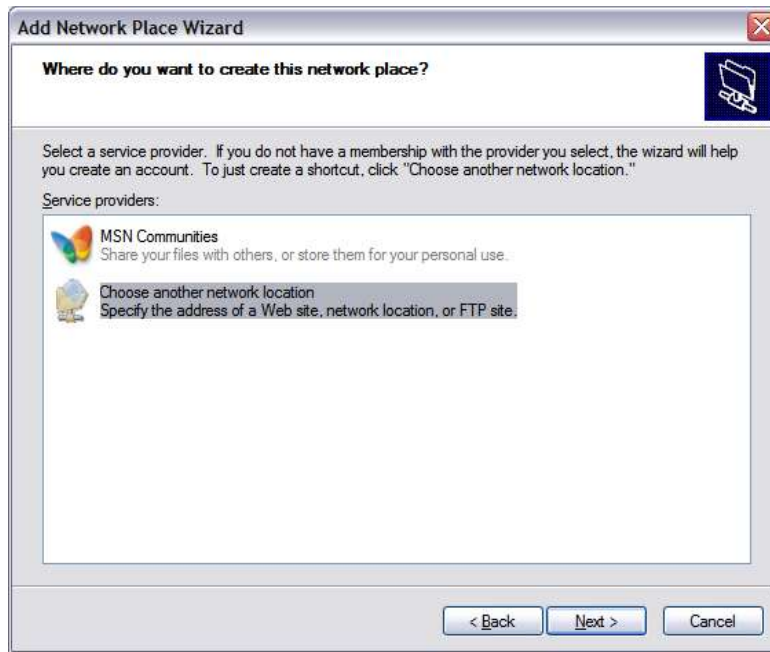 Add Network Place Wizard
Where do you want to create this network place?
Select a service provider. If you do not have a membership with the provider you select, the wizard will help
you create an account. To just create a shortcut, click "Choose another network location."
Service providers:
MSN Communities
Share your files with others, or store them for your personal use.
Choose another network location
Specify the address of a Web site, network location, or FTP site.
< Back Next > Cancel